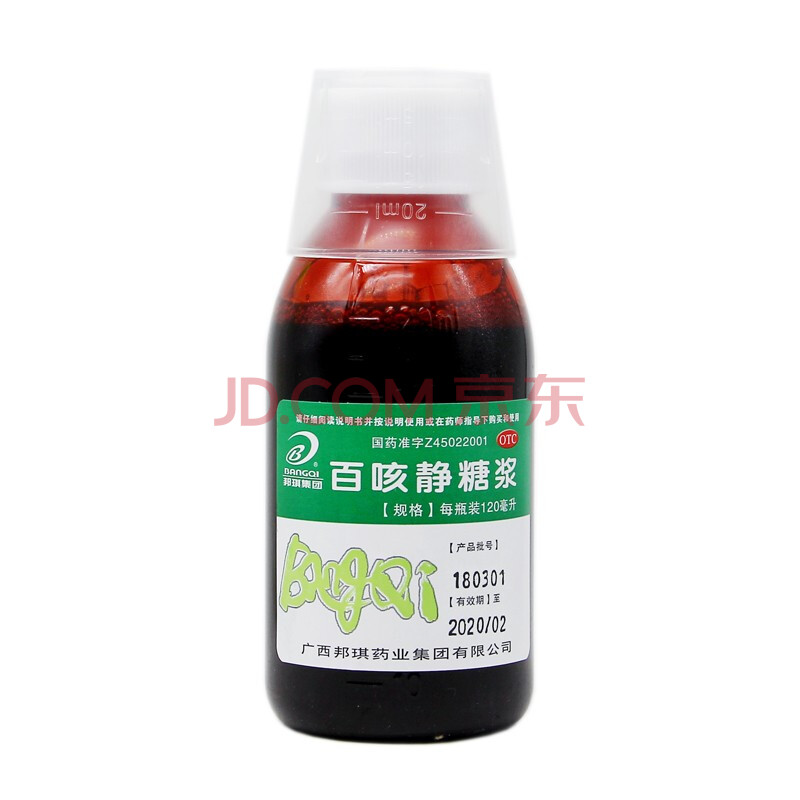 20ml
JD.COM 京东
请仔细阅读说明书并按说明使用或在药师指导下购买和使用
国药准字Z45022001 OTC
BANGQI®
邦琪集团
百咳静糖浆
【规格】每瓶装120毫升
【产品批号】
180301
【有效期】至
2020/02
广西邦琪药业集团有限公司
10